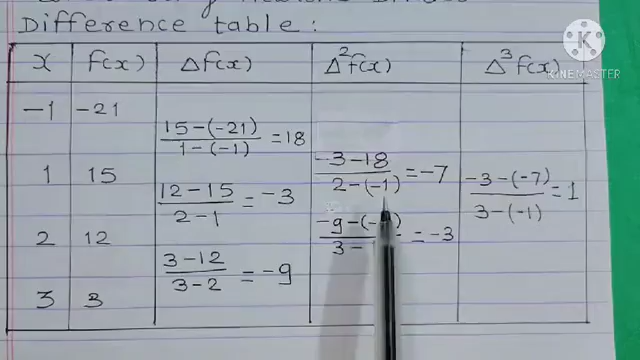 Difference table:
x f(x) Δf(x) Δ²f(x) Δ³f(x)
-1 -21
15-(-21)/1-(-1) = 18
1 15
-3-18/2-(-1) = -7
12-15/2-1 = -3
-3-(-7)/3-(-1) = 1
2 12
-9-(-/3- = -3
3-12/3-2 = -9
3 3
KINEMASTER